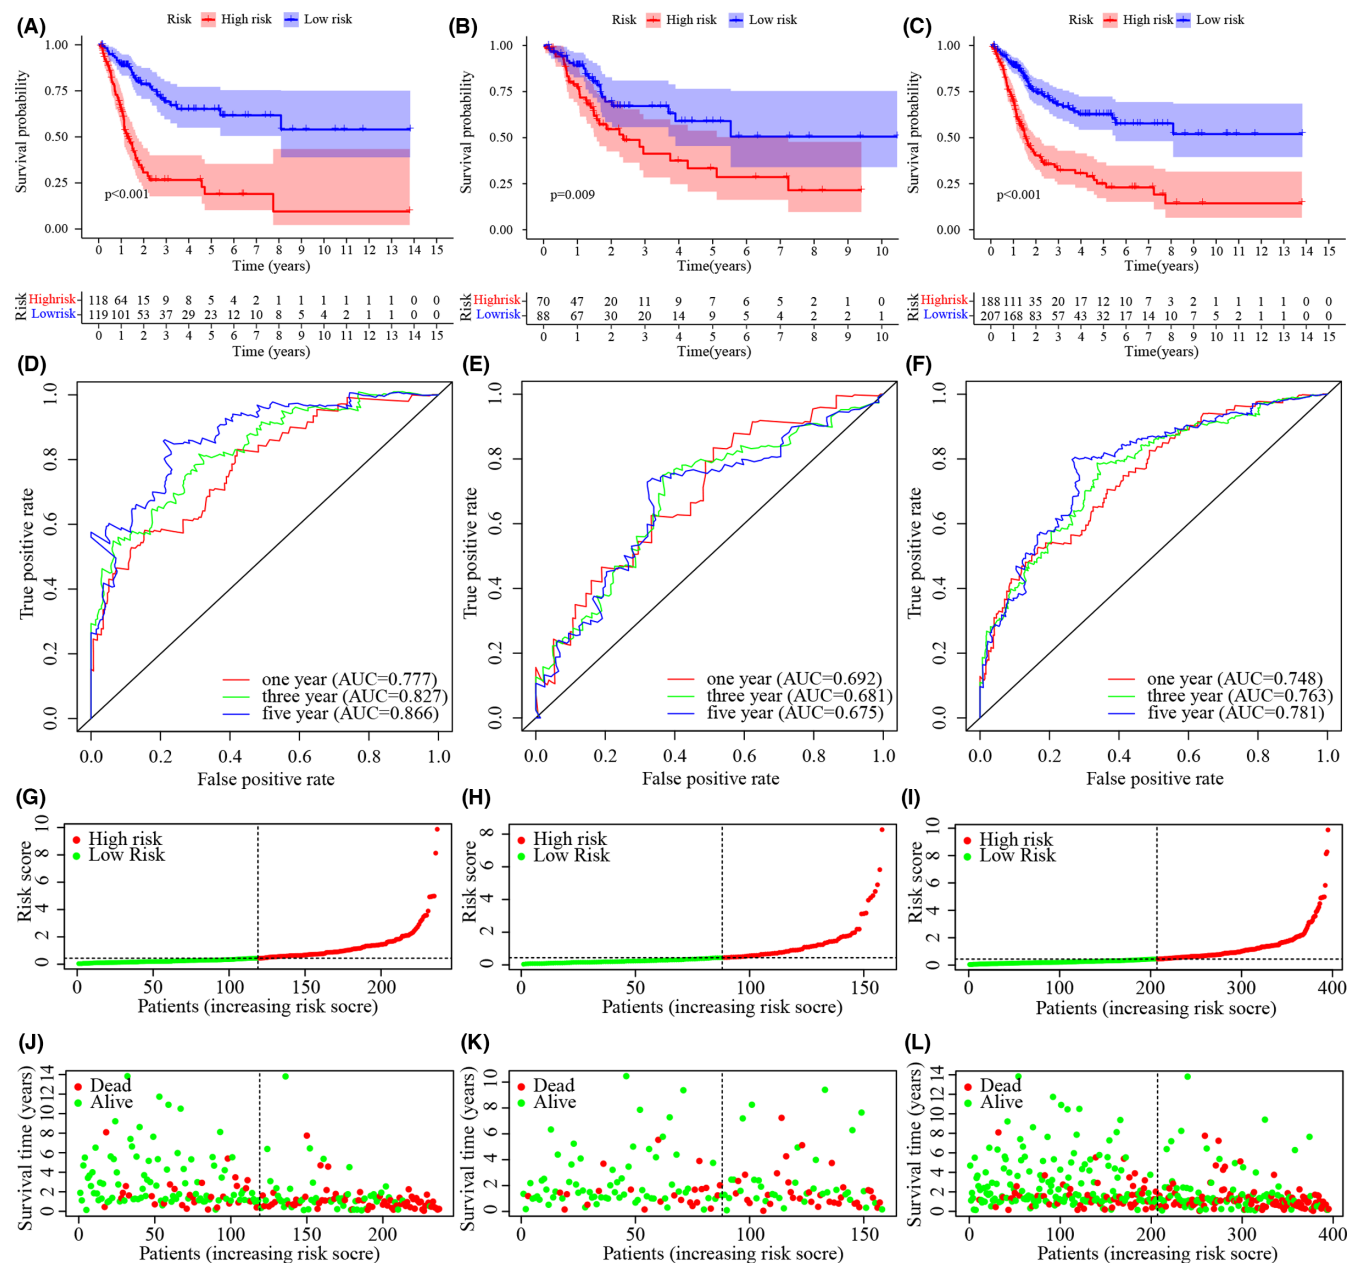 (A)
Risk High risk Low risk
Survival probability
1.00
0.75
0.50
0.25
0.00
p<0.001
0 1 2 3 4 5 6 7 8 9 10 11 12 13 14 15
Time(years)
Risk
Highrisk 118 64 15 9 8 5 4 2 1 1 1 1 1 1 0 0
Lowrisk 119 101 53 37 29 23 12 10 8 5 4 2 1 1 0 0
0 1 2 3 4 5 6 7 8 9 10 11 12 13 14 15
Time(years)
(B)
Risk High risk Low risk
Survival probability
1.00
0.75
0.50
0.25
0.00
p=0.009
0 1 2 3 4 5 6 7 8 9 10
Time(years)
Risk
Highrisk 70 47 20 11 9 7 6 5 2 1 0
Lowrisk 88 67 30 20 14 9 5 4 2 2 1
0 1 2 3 4 5 6 7 8 9 10
Time(years)
(C)
Risk High risk Low risk
Survival probability
1.00
0.75
0.50
0.25
0.00
p<0.001
0 1 2 3 4 5 6 7 8 9 10 11 12 13 14 15
Time(years)
Risk
Highrisk 188 111 35 20 17 12 10 7 3 2 1 1 1 1 0 0
Lowrisk 207 168 83 57 43 32 17 14 10 7 5 2 1 1 0 0
0 1 2 3 4 5 6 7 8 9 10 11 12 13 14 15
Time(years)
(D)
True positive rate
1.0
0.8
0.6
0.4
0.2
0.0
one year (AUC=0.777)
three year (AUC=0.827)
five year (AUC=0.866)
0.0 0.2 0.4 0.6 0.8 1.0
False positive rate
(E)
True positive rate
1.0
0.8
0.6
0.4
0.2
0.0
one year (AUC=0.692)
three year (AUC=0.681)
five year (AUC=0.675)
0.0 0.2 0.4 0.6 0.8 1.0
False positive rate
(F)
True positive rate
1.0
0.8
0.6
0.4
0.2
0.0
one year (AUC=0.748)
three year (AUC=0.763)
five year (AUC=0.781)
0.0 0.2 0.4 0.6 0.8 1.0
False positive rate
(G)
Risk score
10
8
6
4
2
0
High risk
Low Risk
0 50 100 150 200
Patients (increasing risk socre)
(H)
Risk score
8
6
4
2
0
High risk
Low Risk
0 50 100 150
Patients (increasing risk socre)
(I)
Risk score
10
8
6
4
2
0
High risk
Low Risk
0 100 200 300 400
Patients (increasing risk socre)
(J)
Survival time (years)
14
12
10
8
6
4
2
0
Dead
Alive
0 50 100 150 200
Patients (increasing risk socre)
(K)
Survival time (years)
10
8
6
4
2
0
Dead
Alive
0 50 100 150
Patients (increasing risk socre)
(L)
Survival time (years)
14
12
10
8
6
4
2
0
Dead
Alive
0 100 200 300 400
Patients (increasing risk socre)